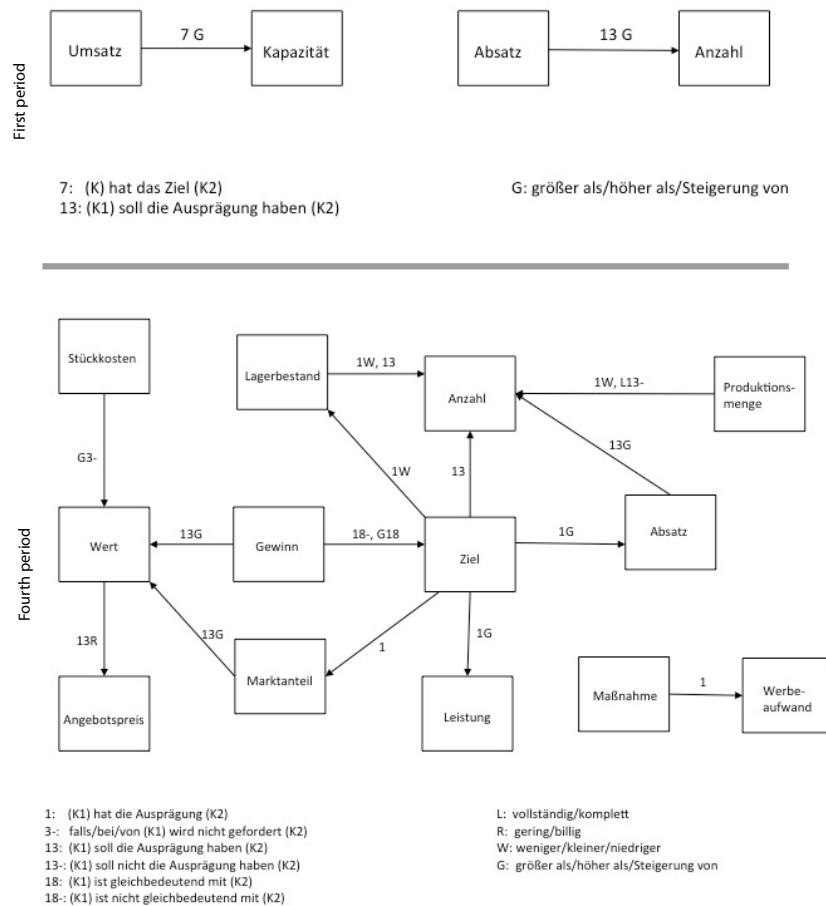 First period
Umsatz
7 G
Kapazität
Absatz
13 G
Anzahl
7: (K) hat das Ziel (K2)
13: (K1) soll die Ausprägung haben (K2)
G: größer als/höher als/Steigerung von
Fourth period
Stückkosten
Lagerbestand
1W, 13
Anzahl
1W, L13-
Produktions-
menge
G3-
1W
13
13G
Wert
13G
Gewinn
18-, G18
Ziel
1G
Absatz
13R
13G
1
1G
Angebotspreis
Marktanteil
Leistung
Maßnahme
1
Werbe-
aufwand
1: (K1) hat die Ausprägung (K2)
3-: falls/bei/von (K1) wird nicht gefordert (K2)
13: (K1) soll die Ausprägung haben (K2)
13-: (K1) soll nicht die Ausprägung haben (K2)
18: (K1) ist gleichbedeutend mit (K2)
18-: (K1) ist nicht gleichbedeutend mit (K2)
L: vollständig/komplett
R: gering/billig
W: weniger/kleiner/niedriger
G: größer als/höher als/Steigerung von